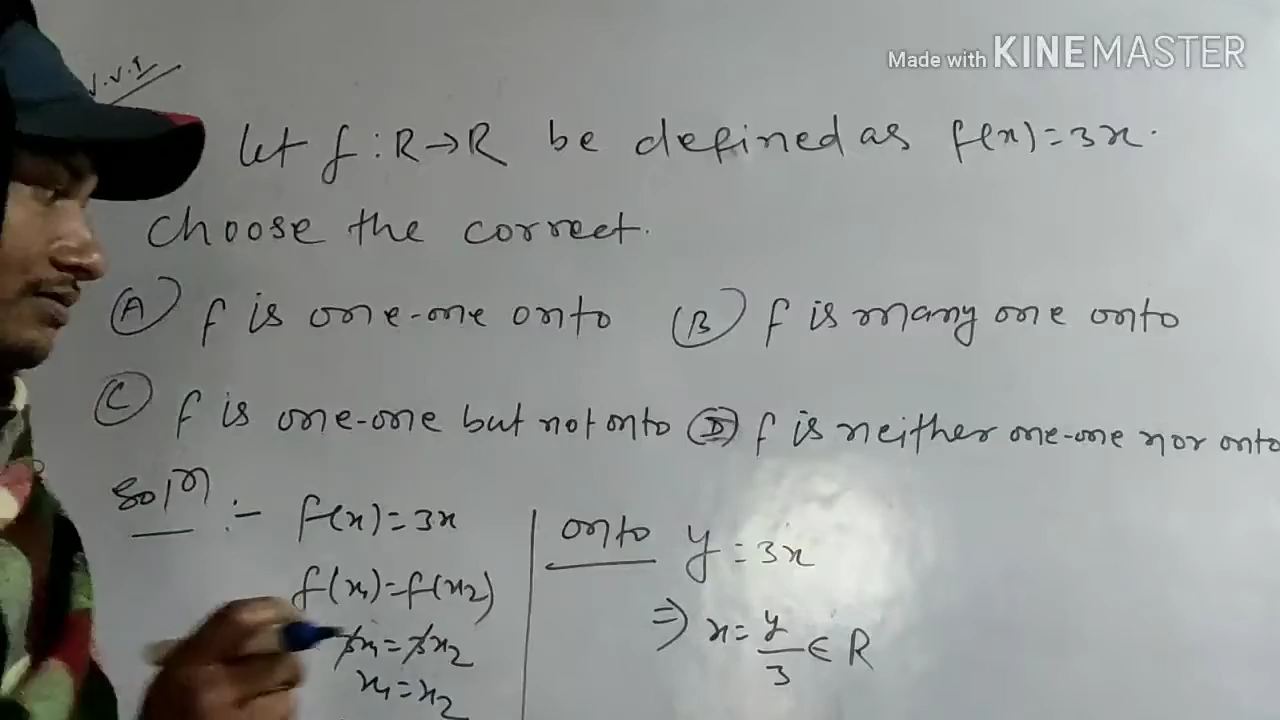 Made with KINEMASTER
V.V.I
Let f : R→R be defined as f(x)=3x.
choose the correct.
(A) f is one-one onto (B) f is many one onto
(C) f is one-one but not onto (D) f is neither one-one nor onto
Soln :- f(x)=3x
f(x₁)=f(x₂)
3x₁=3x₂
x₁=x₂
onto y=3x
⇒ x=y/3 ∈ R